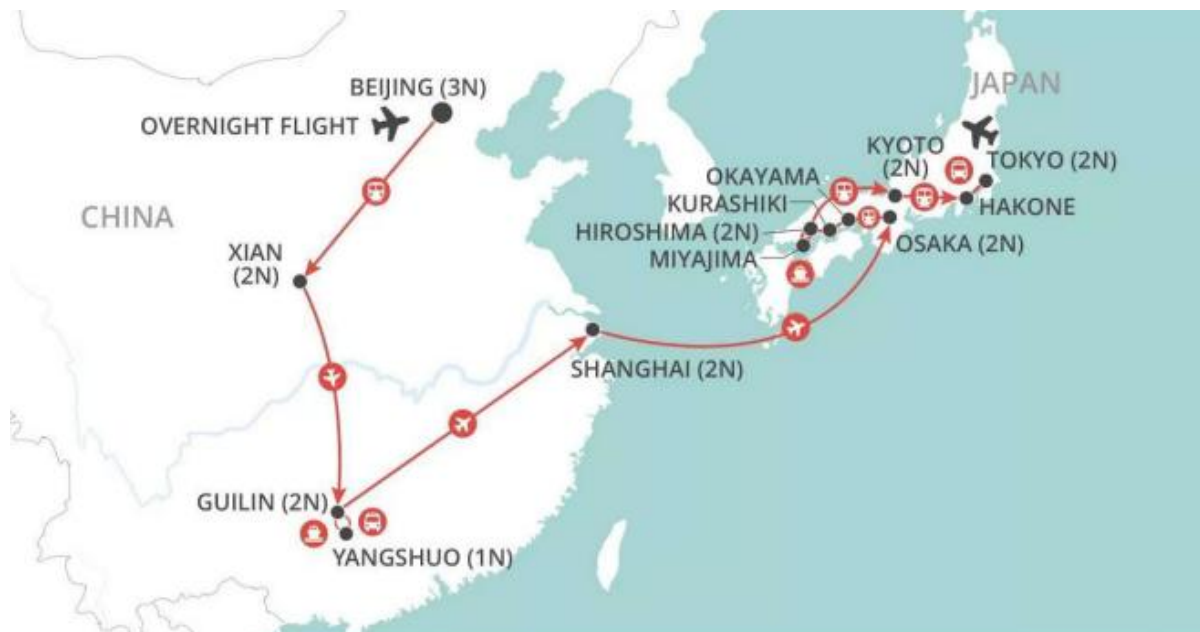 JAPAN
BEIJING (3N)
OVERNIGHT FLIGHT
KYOTO
(2N)
TOKYO (2N)
OKAYAMA
KURASHIKI
HAKONE
CHINA
HIROSHIMA (2N)
OSAKA (2N)
MIYAJIMA
XIAN
(2N)
SHANGHAI (2N)
GUILIN (2N)
YANGSHUO (1N)